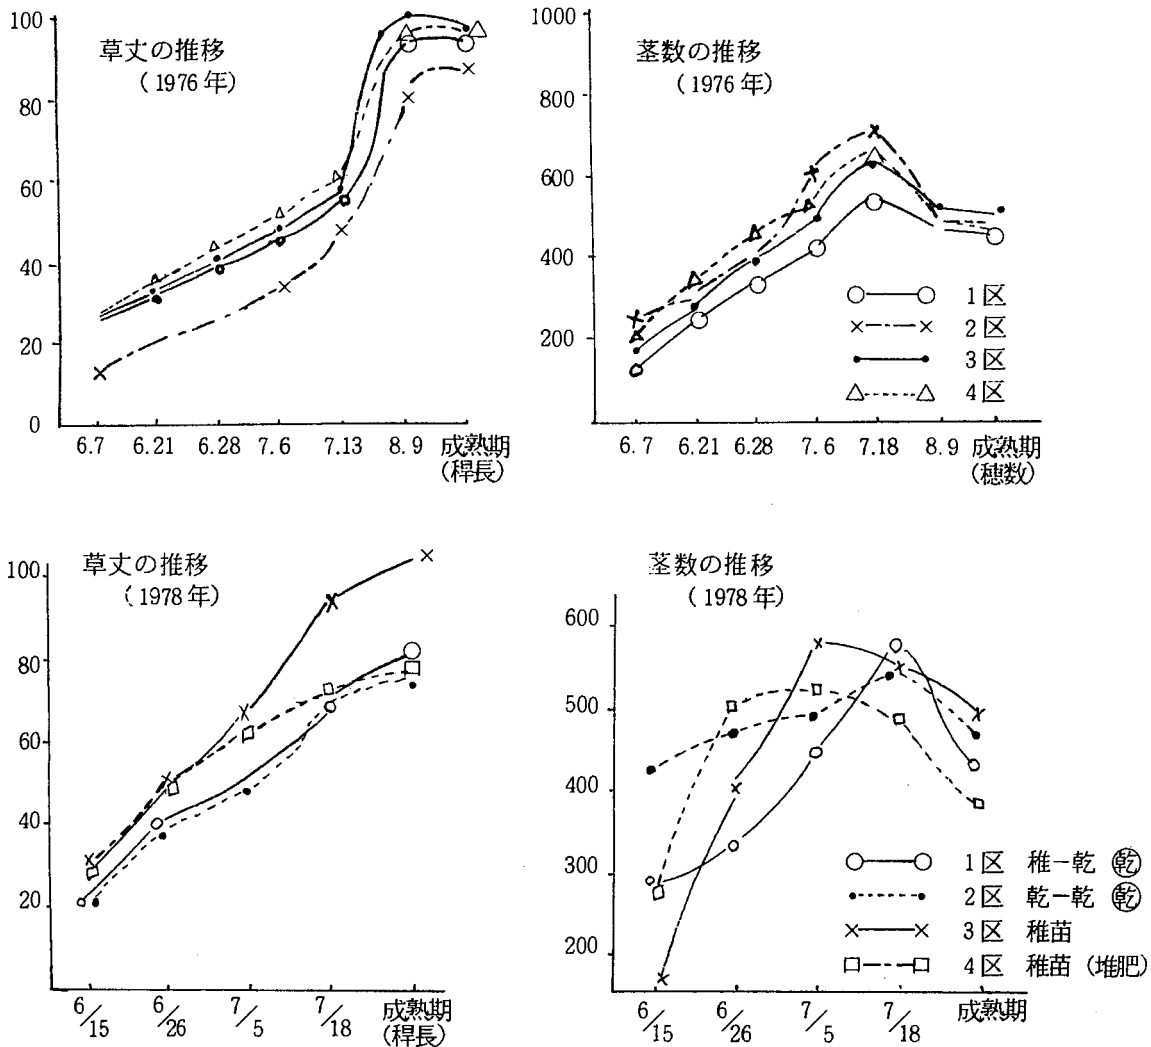 草丈の推移
(1976年)
100
80
60
40
20
0
6.7 6.21 6.28 7.6 7.13 8.9 成熟期
(稈長)
茎数の推移
(1976年)
1000
800
600
400
200
1区
2区
3区
4区
6.7 6.21 6.28 7.6 7.18 8.9 成熟期
(穂数)
草丈の推移
(1978年)
100
80
60
40
20
6/15 6/26 7/5 7/18 成熟期
(稈長)
茎数の推移
(1978年)
600
500
400
300
200
1区 稚−乾 ㊗乾
2区 乾−乾 乾
3区 稚苗
4区 稚苗(堆肥)
6/15 6/26 7/5 7/18 成熟期